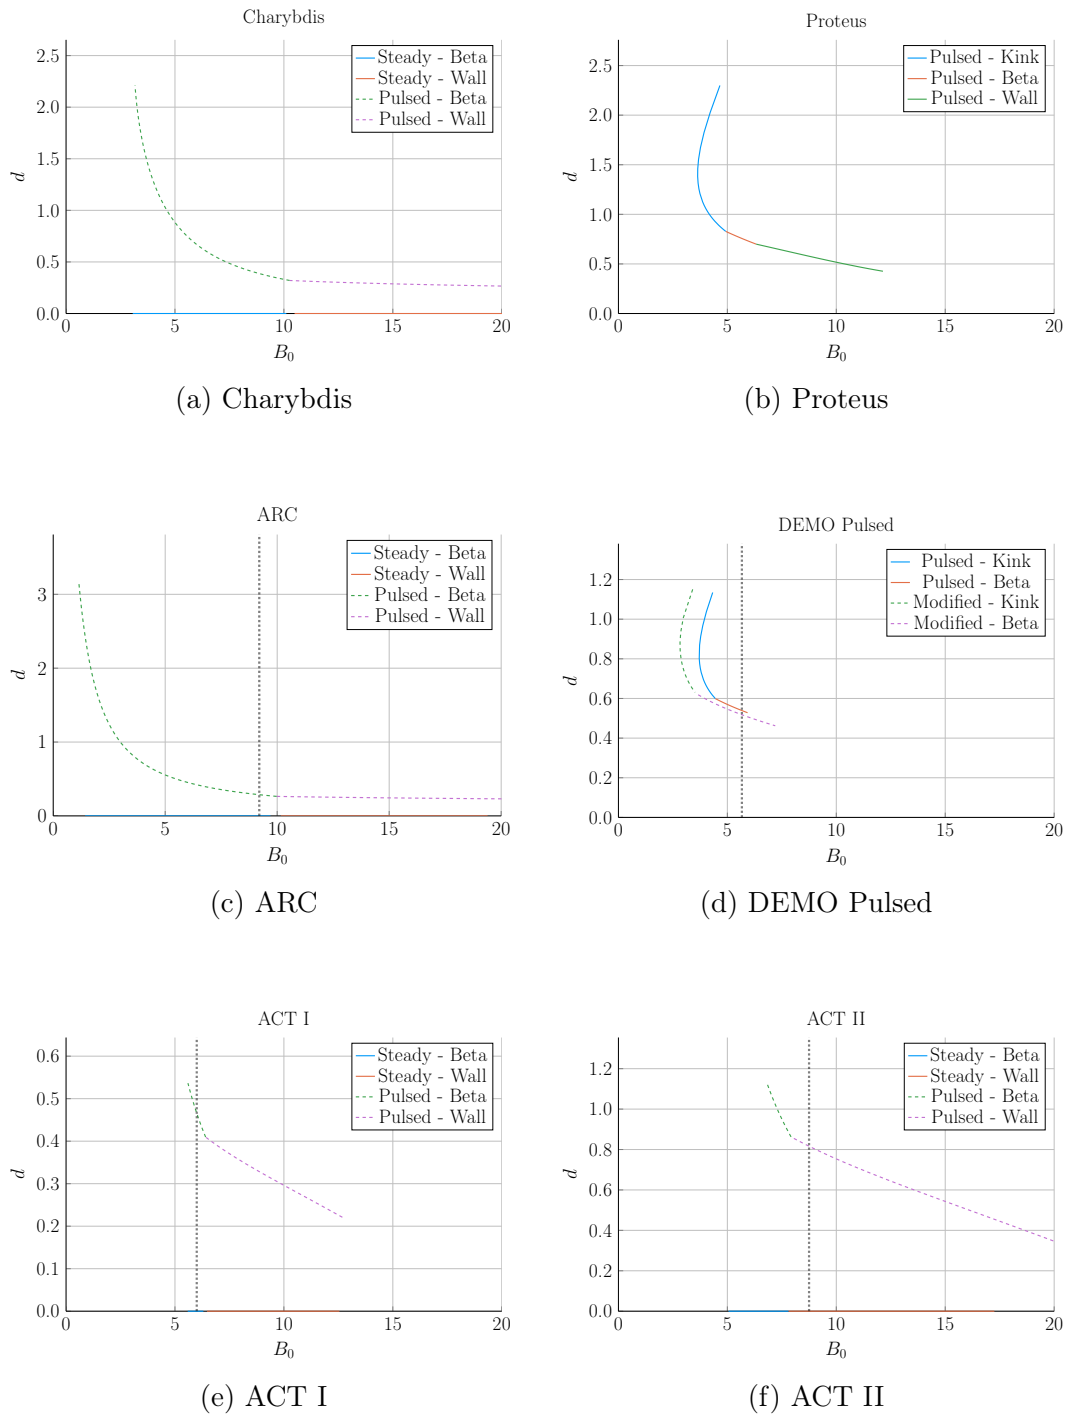 Charybdis
2.5
2.0
1.5
1.0
0.5
0.0
d
0
5
10
15
20
B0
Steady - Beta
Steady - Wall
Pulsed - Beta
Pulsed - Wall
(a) Charybdis
Proteus
2.5
2.0
1.5
1.0
0.5
0.0
d
0
5
10
15
20
B0
Pulsed - Kink
Pulsed - Beta
Pulsed - Wall
(b) Proteus
ARC
3
2
1
0
d
0
5
10
15
20
B0
Steady - Beta
Steady - Wall
Pulsed - Beta
Pulsed - Wall
(c) ARC
DEMO Pulsed
1.2
1.0
0.8
0.6
0.4
0.2
0.0
d
0
5
10
15
20
B0
Pulsed - Kink
Pulsed - Beta
Modified - Kink
Modified - Beta
(d) DEMO Pulsed
ACT I
0.6
0.5
0.4
0.3
0.2
0.1
0.0
d
0
5
10
15
20
B0
Steady - Beta
Steady - Wall
Pulsed - Beta
Pulsed - Wall
(e) ACT I
ACT II
1.2
1.0
0.8
0.6
0.4
0.2
0.0
d
0
5
10
15
20
B0
Steady - Beta
Steady - Wall
Pulsed - Beta
Pulsed - Wall
(f) ACT II